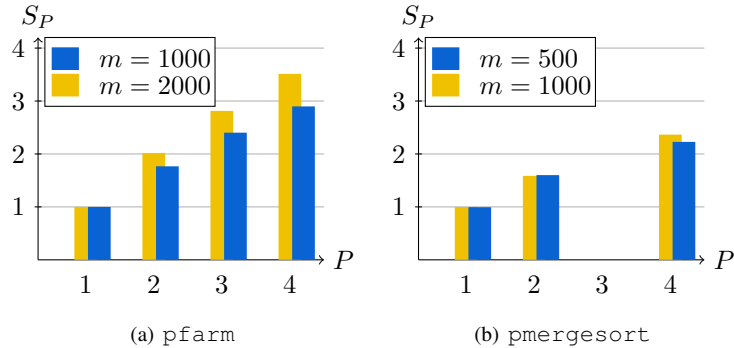 S_P
4
3
2
1
m = 1000
m = 2000
1 2 3 4 P
(a) pfarm
S_P
4
3
2
1
m = 500
m = 1000
1 2 3 4 P
(b) pmergesort